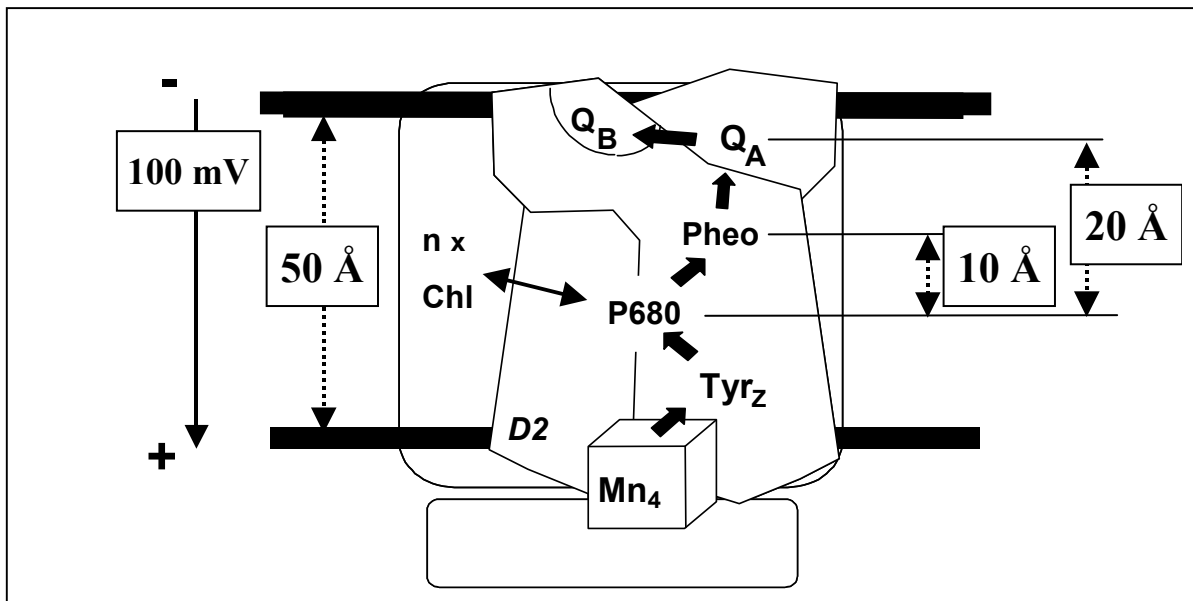 -
100 mV
+
50 Å
n x
Chl
Q_B
Q_A
Pheo
P680
Tyr_Z
D2
Mn_4
10 Å
20 Å